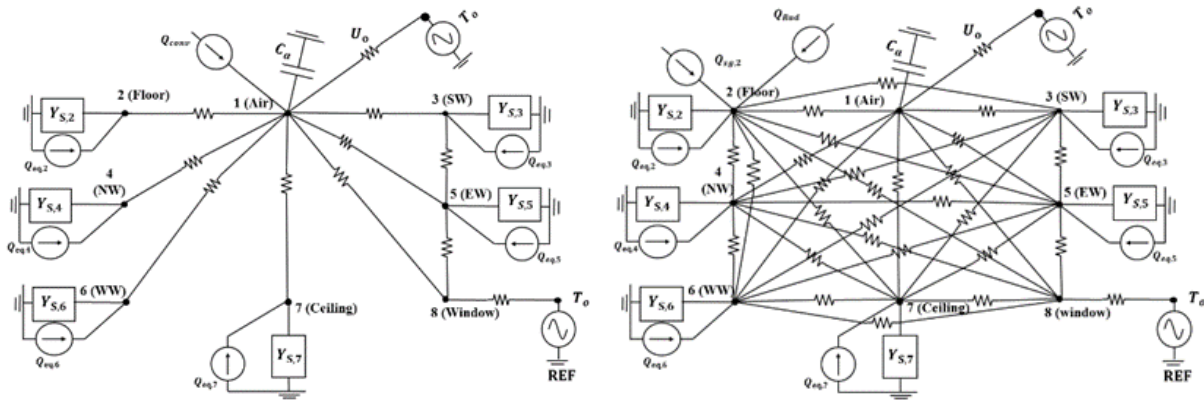 T_o
U_o
Q_conv
C_a
2 (Floor)
1 (Air)
3 (SW)
Y_S,2
Y_S,3
Q_eq,2
Q_eq,3
4
(NW)
5 (EW)
Y_S,4
Y_S,5
Q_eq4
Q_eq,5
6 (WW)
7 (Ceiling)
8 (Window)
T_o
Y_S,6
Q_eq,6
Q_eq,7
Y_S,7
REF
Q_Rad
T_o
U_o
C_a
Q_sg,2
2 (Floor)
1 (Air)
3 (SW)
Y_S,2
Y_S,3
Q_eq,2
Q_eq,3
4
(NW)
5 (EW)
Y_S,4
Y_S,5
Q_eq,4
Q_eq,5
6 (WW)
7 (Ceiling)
8 (window)
T_o
Y_S,6
Q_eq,6
Q_eq,7
Y_S,7
REF